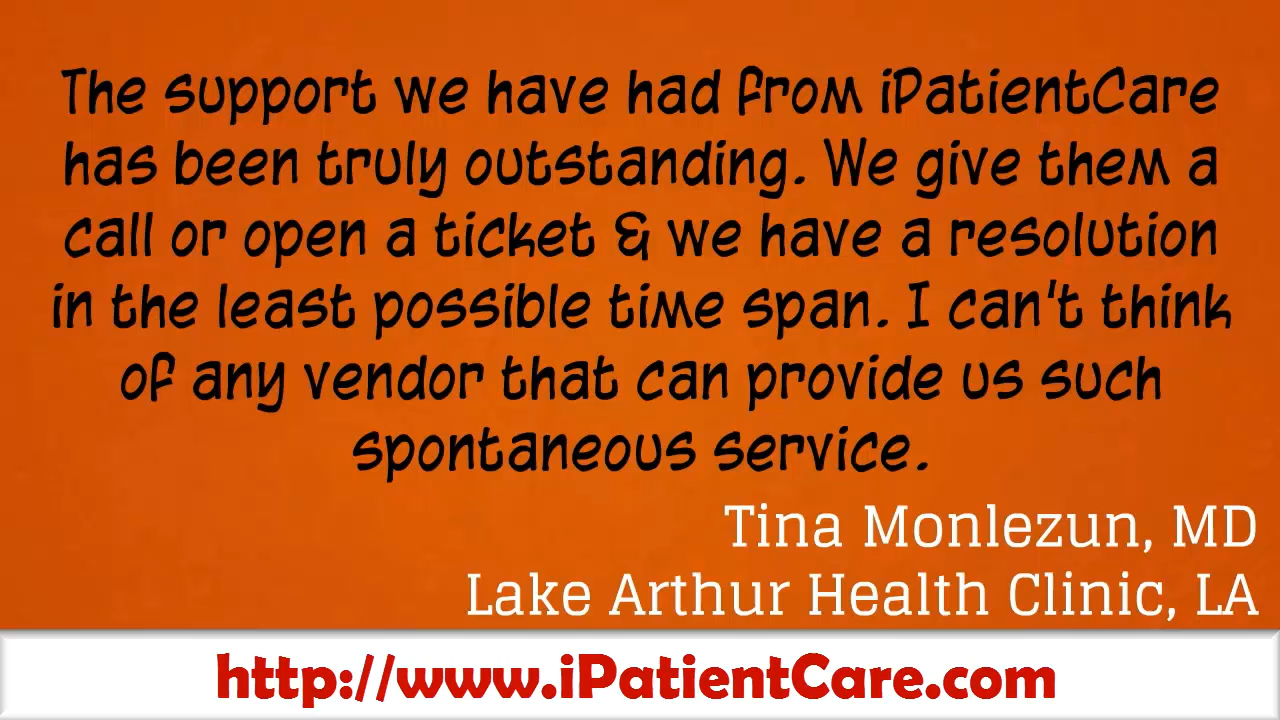 The support we have had from iPatientCare
has been truly outstanding. We give them a
call or open a ticket & we have a resolution
in the least possible time span. I can't think
of any vendor that can provide us such
spontaneous service.
Tina Monlezun, MD
Lake Arthur Health Clinic, LA
http://www.iPatientCare.com